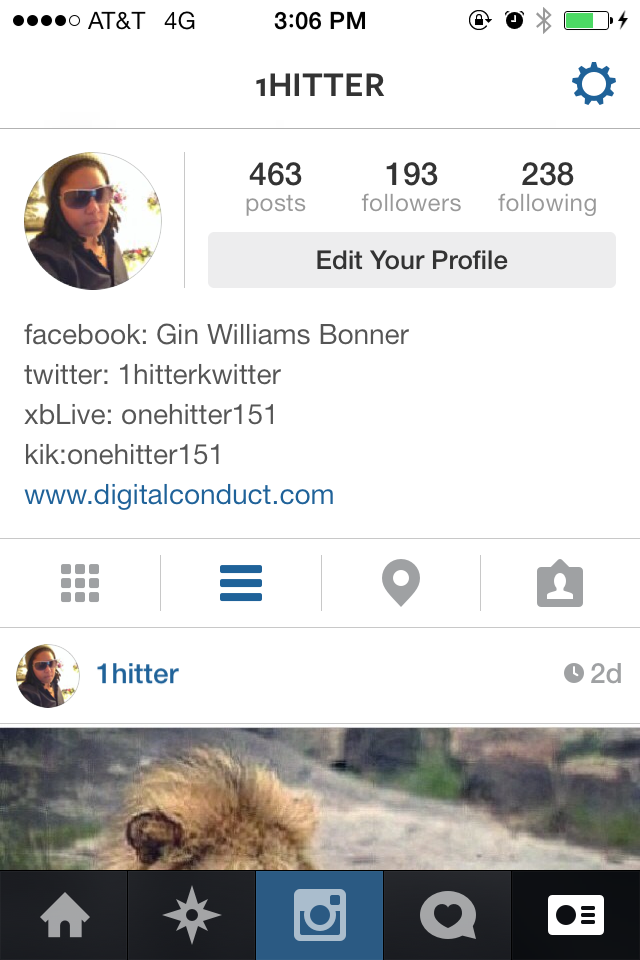 AT&T 4G 3:06 PM
1HITTER
463 193 238
posts followers following
Edit Your Profile
facebook: Gin Williams Bonner
twitter: 1hitterkwitter
xbLive: onehitter151
kik:onehitter151
www.digitalconduct.com
1hitter 2d